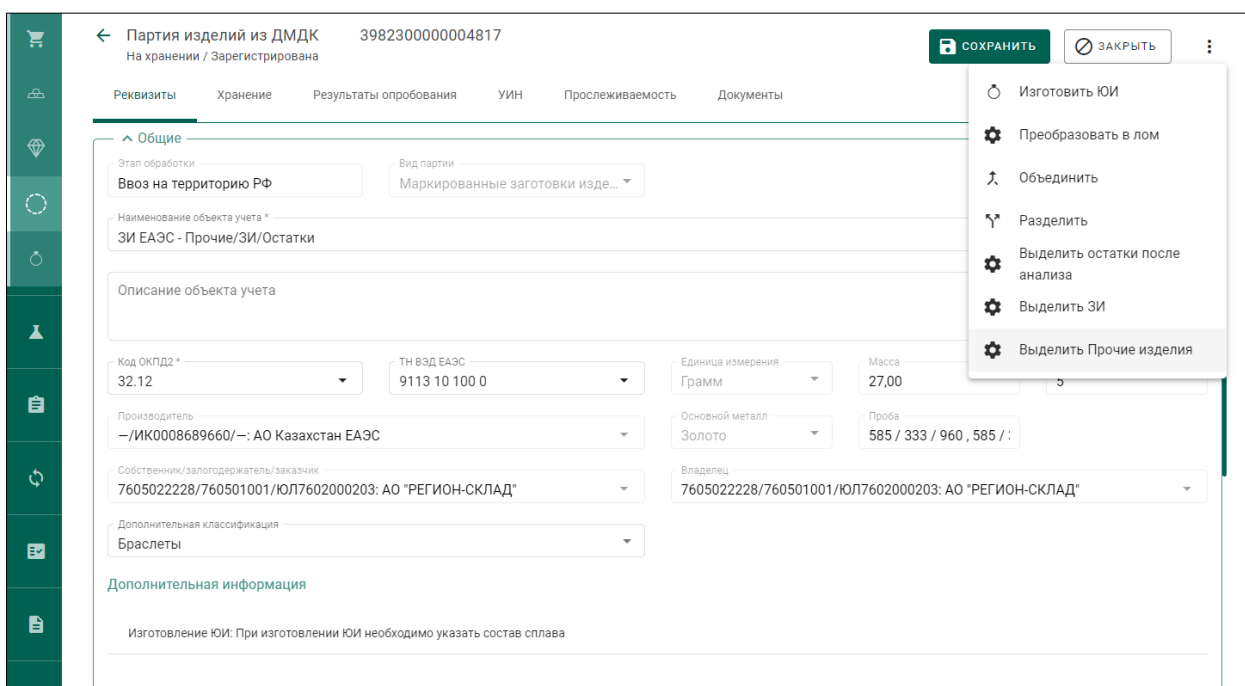 Партия изделий из ДМДК 3982300000004817
На хранении / Зарегистрирована
СОХРАНИТЬ
ЗАКРЫТЬ
Реквизиты Хранение Результаты опробования УИН Прослеживаемость Документы
Изготовить ЮИ
Преобразовать в лом
Объединить
Разделить
Выделить остатки после
анализа
Выделить ЗИ
Выделить Прочие изделия
Общие
Этап обработки Вид партии
Ввоз на территорию РФ Маркированные заготовки изде...
Наименование объекта учета *
ЗИ ЕАЭС - Прочие/ЗИ/Остатки
Описание объекта учета
Код ОКПД2 * ТН ВЭД ЕАЭС Единица измерения Масса
32.12 9113 10 100 0 Грамм 27,00 5
Производитель Основной металл Проба
—/ИК0008689660/—: АО Казахстан ЕАЭС Золото 585 / 333 / 960 , 585 /
Собственник/залогодержатель/заказчик Владелец
7605022228/760501001/ЮЛ7602000203: АО "РЕГИОН-СКЛАД" 7605022228/760501001/ЮЛ7602000203: АО "РЕГИОН-СКЛАД"
Дополнительная классификация
Браслеты
Дополнительная информация
Изготовление ЮИ: При изготовлении ЮИ необходимо указать состав сплава